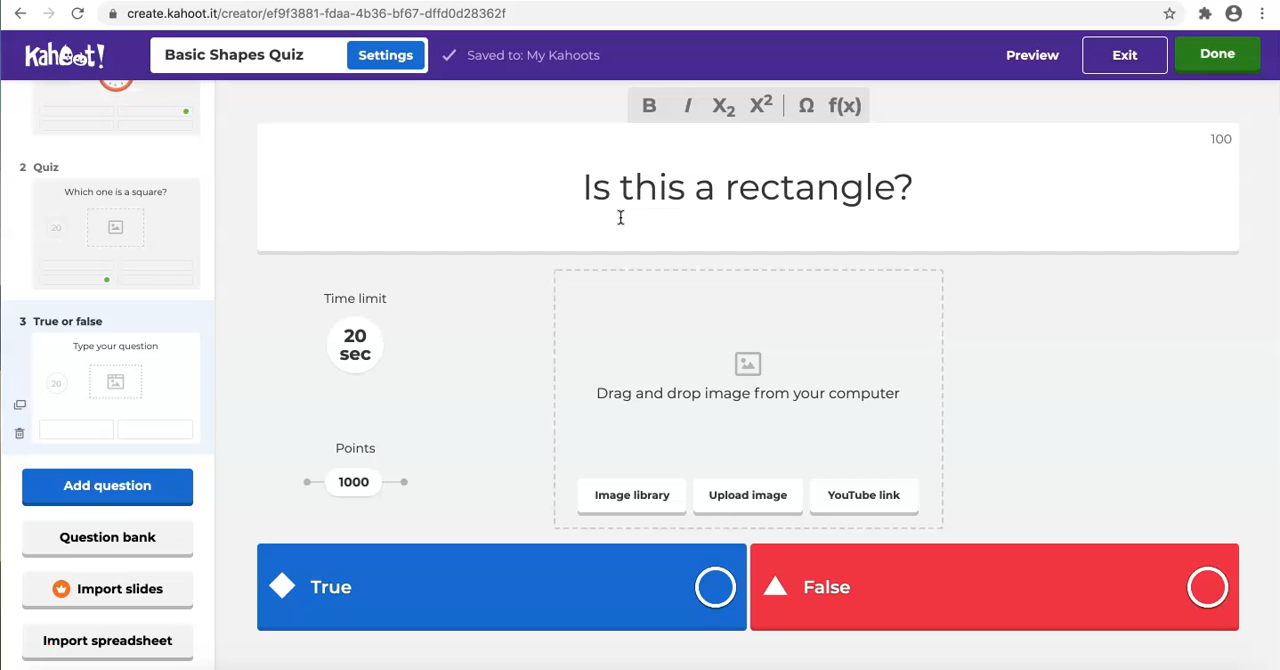 create.kahoot.it/creator/ef9f3881-fdaa-4b36-bf67-dffd0d28362f
Kahoot!
Basic Shapes Quiz
Settings
Saved to: My Kahoots
Preview
Exit
Done
B I X2 X2 Ω f(x)
100
Is this a rectangle?
2 Quiz
Which one is a square?
20
3 True or false
Type your question
20
Add question
Question bank
Import slides
Import spreadsheet
Time limit
20
sec
Points
1000
Drag and drop image from your computer
Image library
Upload image
YouTube link
True
False